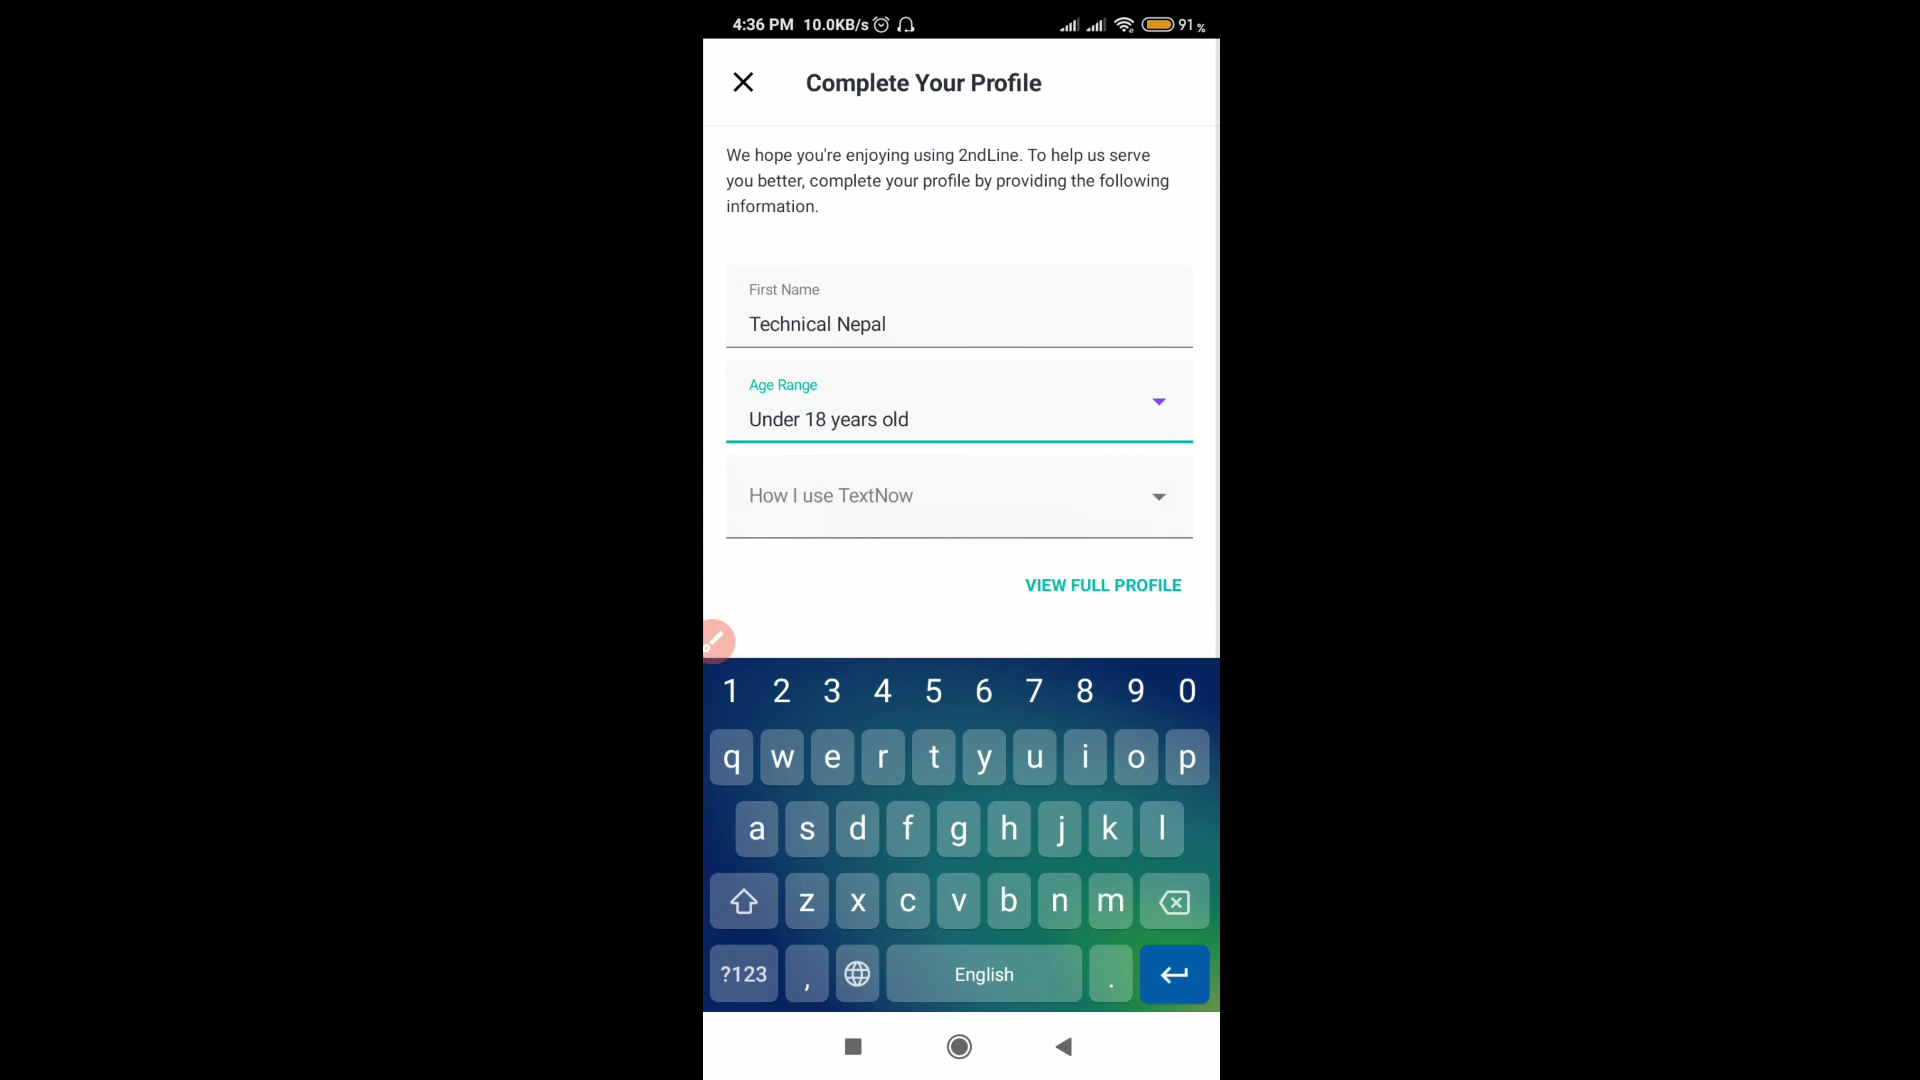 4:36 PM 10.0KB/s 91 %
Complete Your Profile
We hope you're enjoying using 2ndLine. To help us serve
you better, complete your profile by providing the following
information.
First Name
Technical Nepal
Age Range
Under 18 years old
How I use TextNow
VIEW FULL PROFILE
1 2 3 4 5 6 7 8 9 0
q w e r t y u i o p
a s d f g h j k l
z x c v b n m
?123 , English .